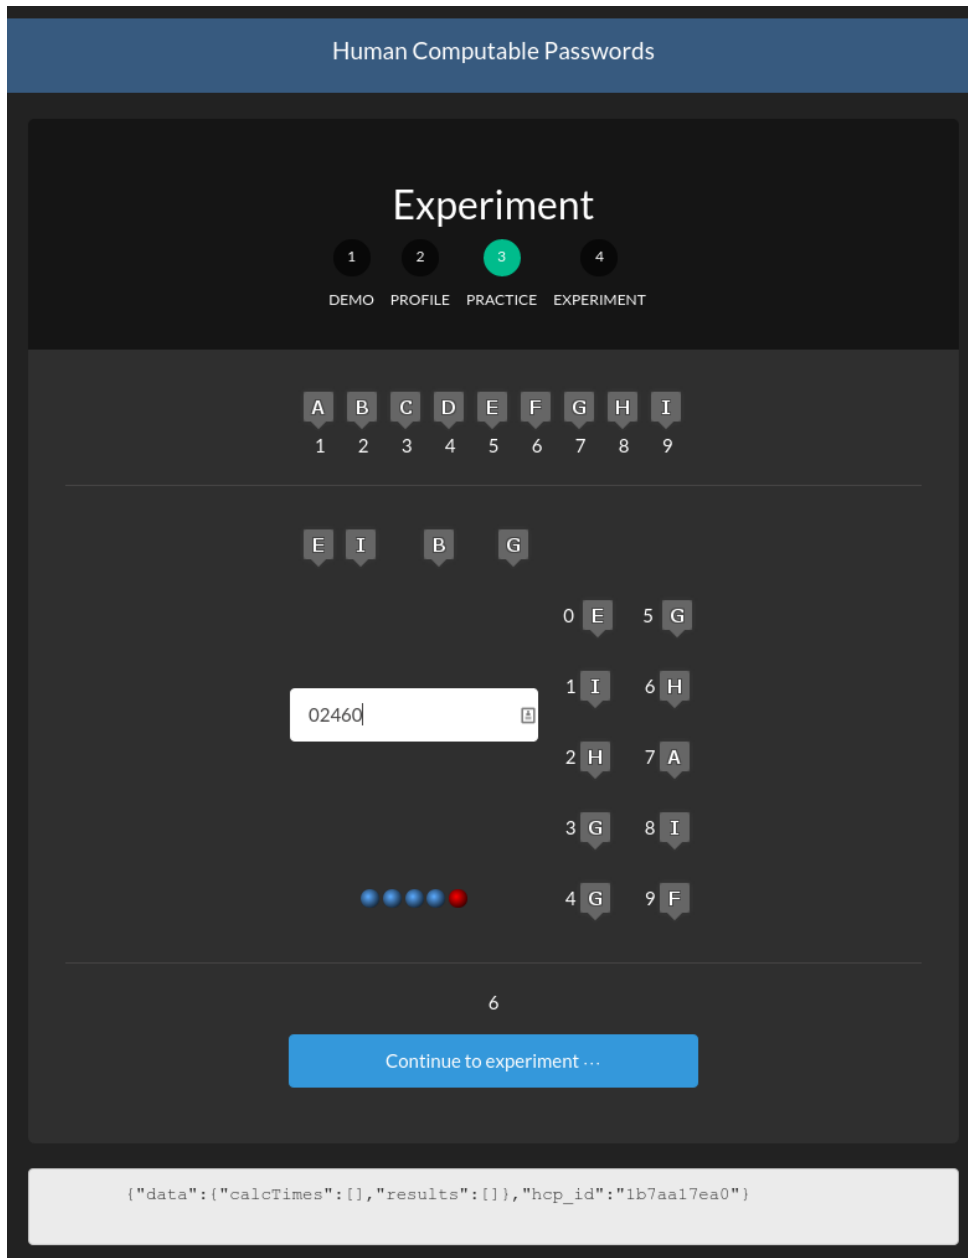 Human Computable Passwords
Experiment
1 2 3 4
DEMO PROFILE PRACTICE EXPERIMENT
A B C D E F G H I
1 2 3 4 5 6 7 8 9
E I B G
0 E 5 G
1 I 6 H
02460
2 H 7 A
3 G 8 I
4 G 9 F
6
Continue to experiment ···
{"data":{"calcTimes":[],"results":[]},"hcp_id":"1b7aa17ea0"}